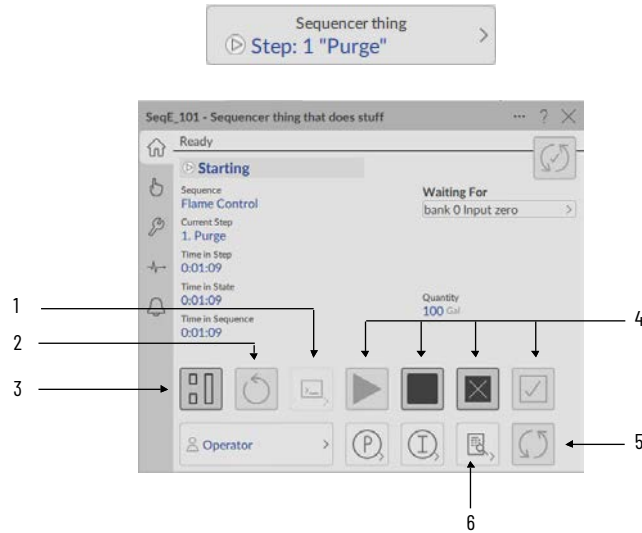 Sequencer thing
Step: 1 "Purge"
SeqE_101 - Sequencer thing that does stuff
... ?
Ready
Starting
Sequence
Flame Control
Waiting For
bank 0 Input zero
Current Step
1. Purge
Time in Step
0:01:09
Time in State
0:01:09
Quantity
100 Gal
Time in Sequence
0:01:09
1
2
3
4
Operator
P
I
5
6